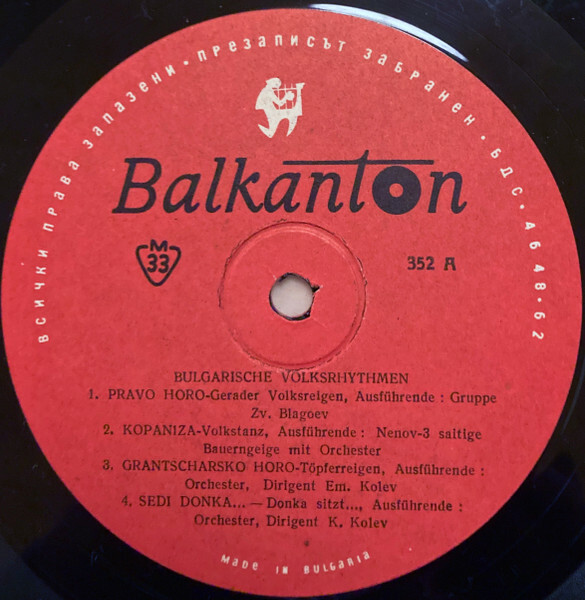 ВСИЧКИ ПРАВА ЗАПАЗЕНИ · ПРЕЗАПИСЪТ ЗАБРАНЕН · БДС · 4648·62
Balkanton
M
33
352 A
BULGARISCHE VOLKSRHYTHMEN
1. PRAVO HORO-Gerader Volksreigen, Ausführende : Gruppe
Zv. Blagoev
2. KOPANIZA-Volkstanz, Ausführende : Nenov-3 saitige
Bauerngeige mit Orchester
3. GRANTSCHARSKO HORO-Töpferreigen, Ausführende :
Orchester, Dirigent Em. Kolev
4. SEDI DONKA... — Donka sitzt..., Ausführende :
Orchester, Dirigent K. Kolev
MADE IN BULGARIA